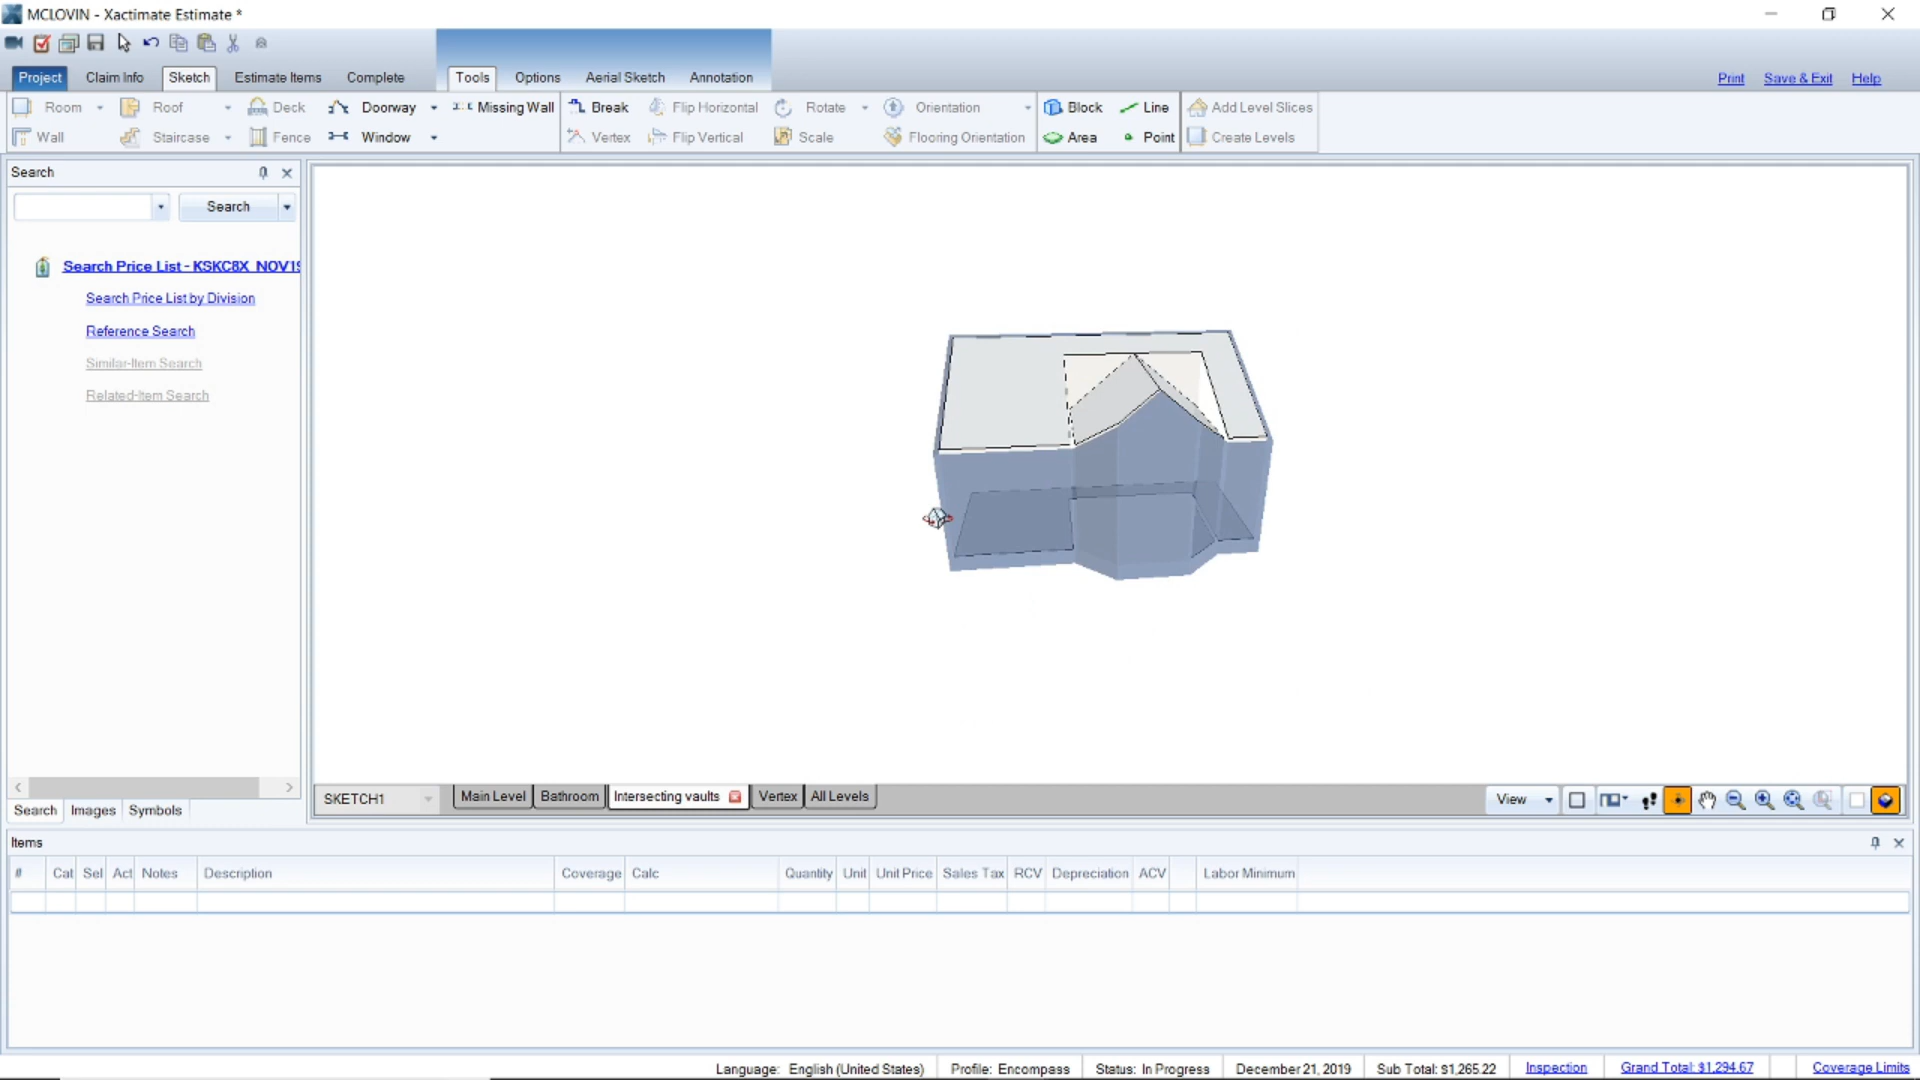 MCLOVIN - Xactimate Estimate *
Project Claim Info Sketch Estimate Items Complete Tools Options Aerial Sketch Annotation Print Save & Exit Help
Room Roof Deck Doorway Missing Wall Break Flip Horizontal Rotate Orientation Block Line Add Level Slices
Wall Staircase Fence Window Vertex Flip Vertical Scale Flooring Orientation Area Point Create Levels
Search
Search
Search Price List - KSKC8X_NOV19
Search Price List by Division
Reference Search
Similar-Item Search
Related-Item Search
SKETCH1 Main Level Bathroom Intersecting vaults Vertex All Levels View
Search Images Symbols
Items
# Cat Sel Act Notes Description Coverage Calc Quantity Unit Unit Price Sales Tax RCV Depreciation ACV Labor Minimum
Language: English (United States) Profile: Encompass Status: In Progress December 21, 2019 Sub Total: $1,265.22 Inspection Grand Total: $1,294.67 Coverage Limits